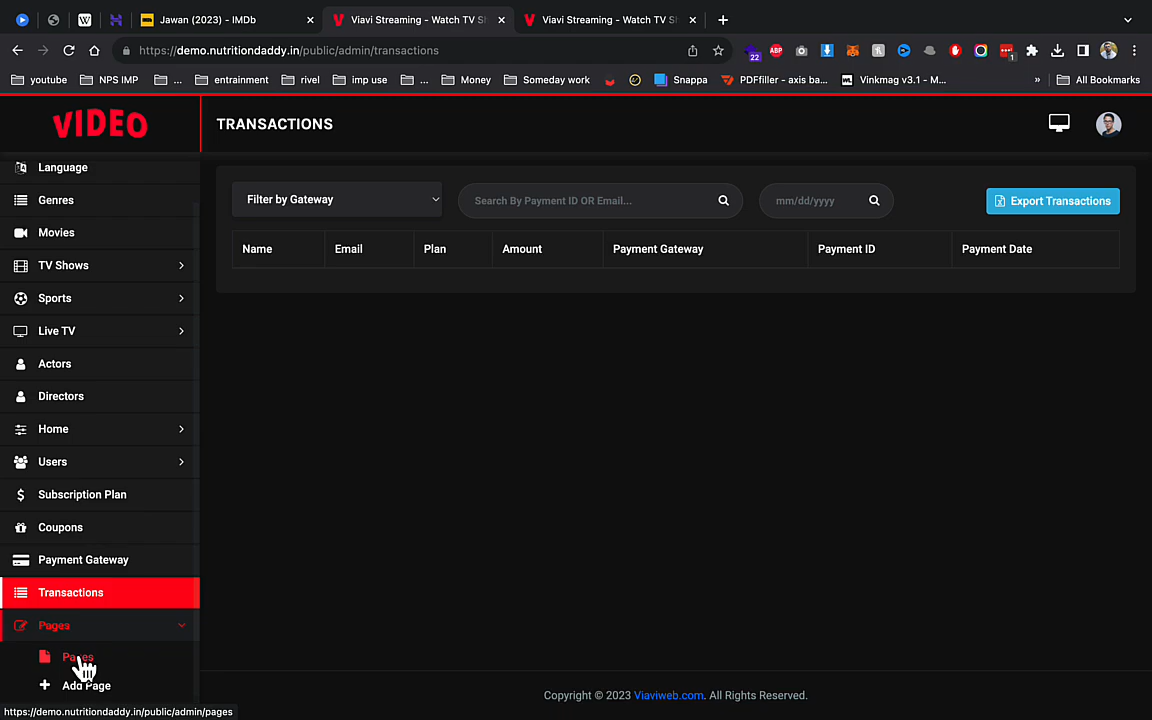 Jawan (2023) - IMDb
Viavi Streaming - Watch TV Sh
Viavi Streaming - Watch TV Sh
https://demo.nutritiondaddy.in/public/admin/transactions
22
ABP
1
youtube
NPS IMP
...
entrainment
rivel
imp use
...
Money
Someday work
Snappa
PDFfiller - axis ba...
Vinkmag v3.1 - M...
»
All Bookmarks
VIDEO
TRANSACTIONS
Language
Genres
Movies
TV Shows
Sports
Live TV
Actors
Directors
Home
Users
Subscription Plan
Coupons
Payment Gateway
Transactions
Pages
Pages
Add Page
Filter by Gateway
Search By Payment ID OR Email...
mm/dd/yyyy
Export Transactions
Name Email Plan Amount Payment Gateway Payment ID Payment Date
Copyright © 2023 Viaviweb.com. All Rights Reserved.
https://demo.nutritiondaddy.in/public/admin/pages